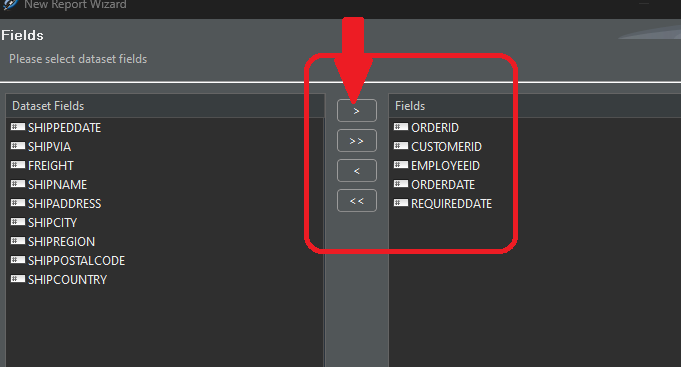 New Report Wizard
Fields
Please select dataset fields
Dataset Fields
SHIPPEDDATE
SHIPVIA
FREIGHT
SHIPNAME
SHIPADDRESS
SHIPCITY
SHIPREGION
SHIPPOSTALCODE
SHIPCOUNTRY
>
>>
<
<<
Fields
ORDERID
CUSTOMERID
EMPLOYEEID
ORDERDATE
REQUIREDDATE